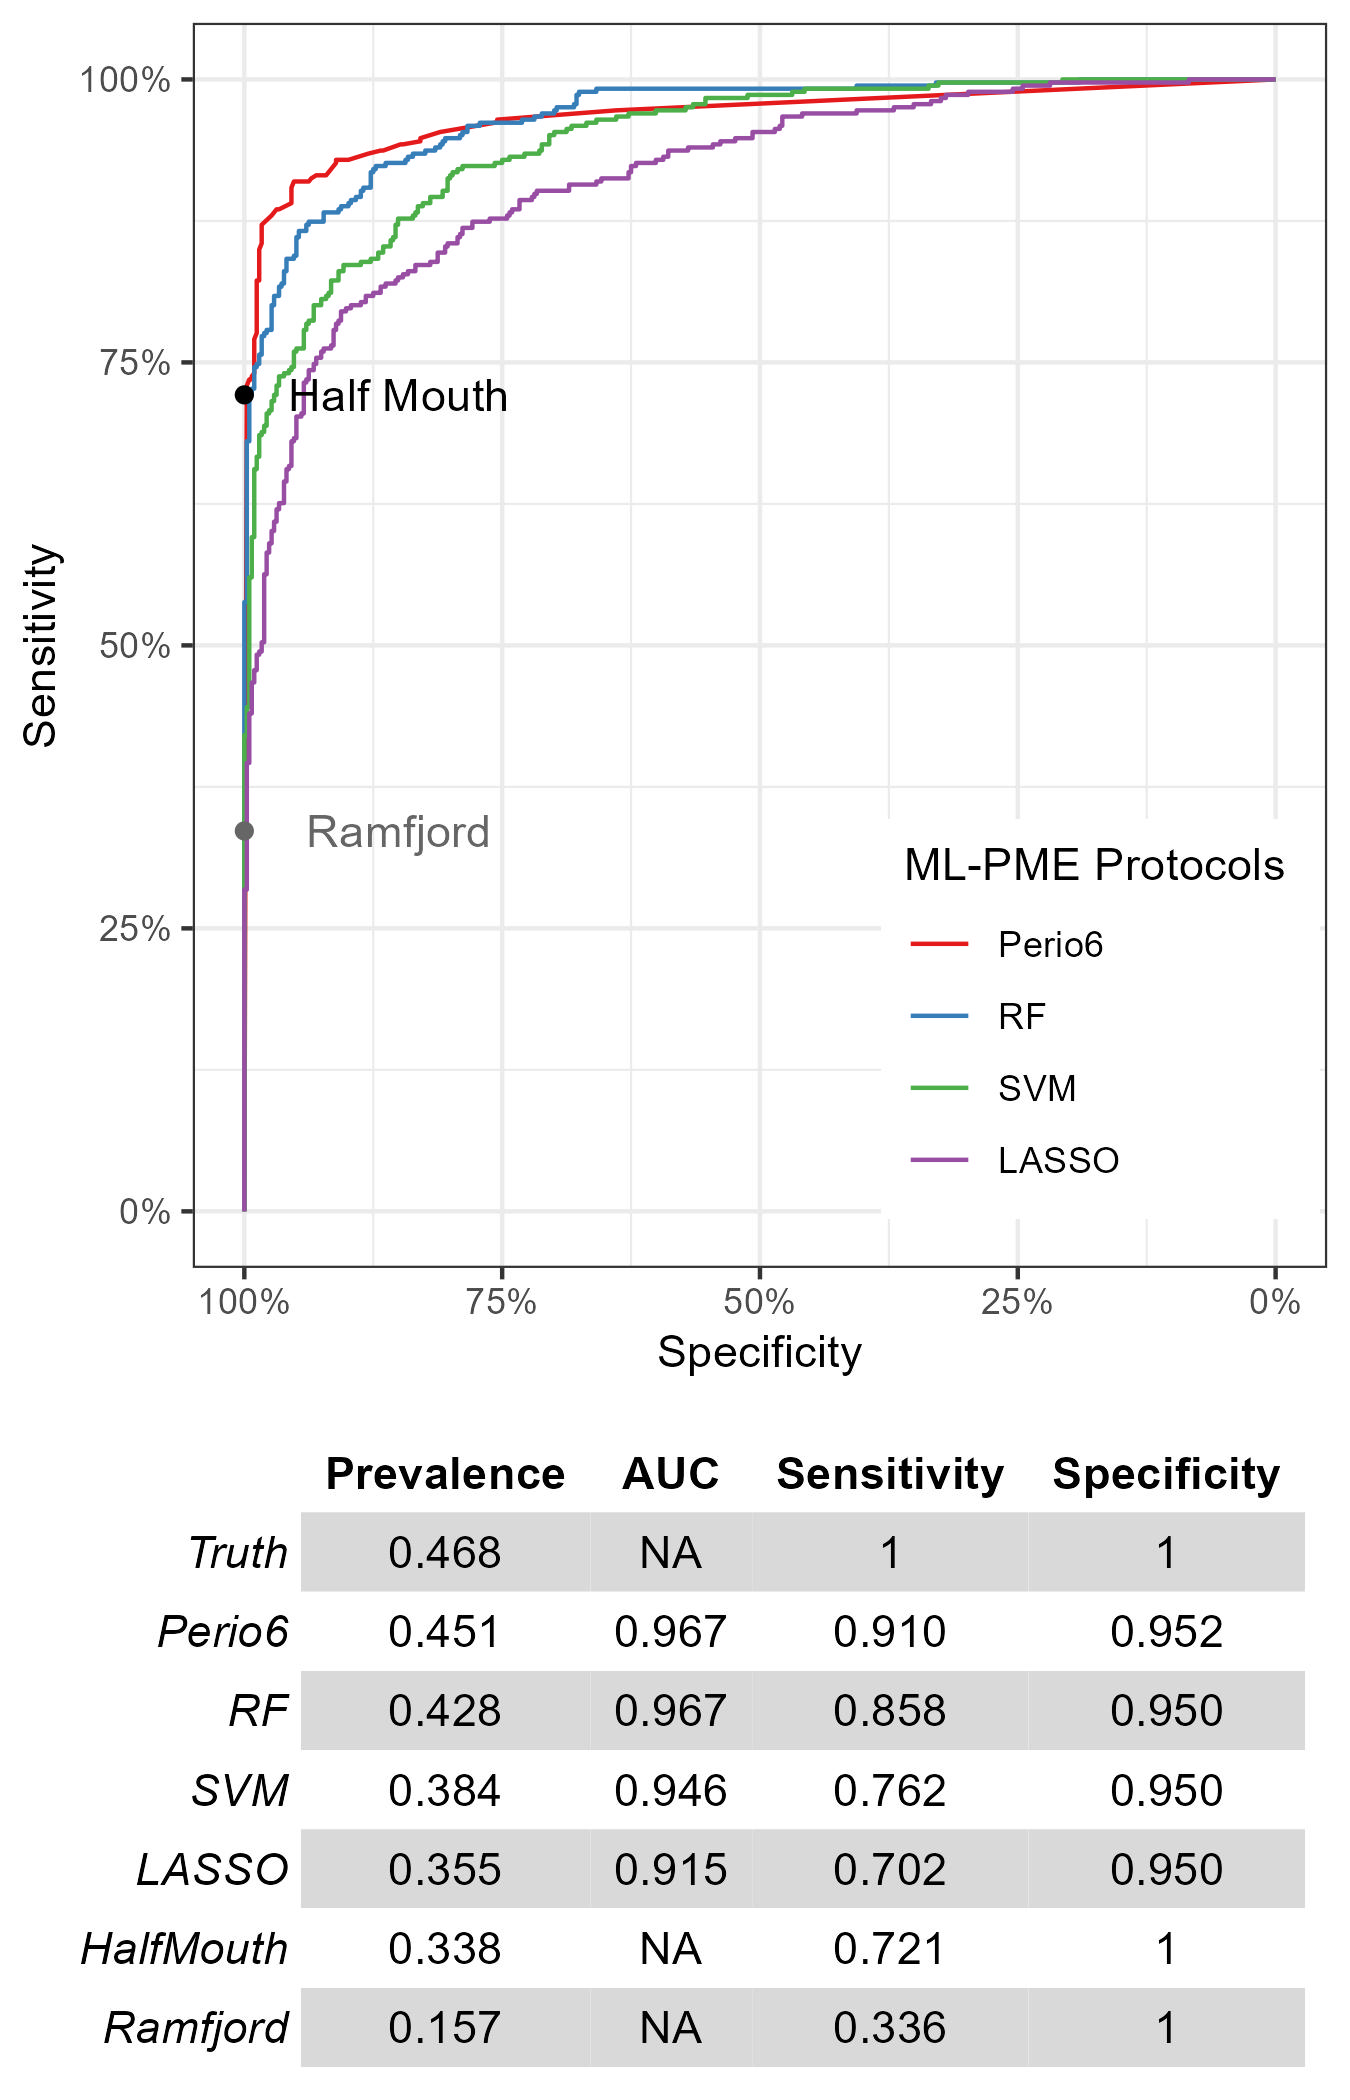 100%
75%
50%
25%
0%
Sensitivity
Half Mouth
Ramfjord
ML-PME Protocols
Perio6
RF
SVM
LASSO
100% 75% 50% 25% 0%
Specificity
Prevalence AUC Sensitivity Specificity
Truth 0.468 NA 1 1
Perio6 0.451 0.967 0.910 0.952
RF 0.428 0.967 0.858 0.950
SVM 0.384 0.946 0.762 0.950
LASSO 0.355 0.915 0.702 0.950
HalfMouth 0.338 NA 0.721 1
Ramfjord 0.157 NA 0.336 1